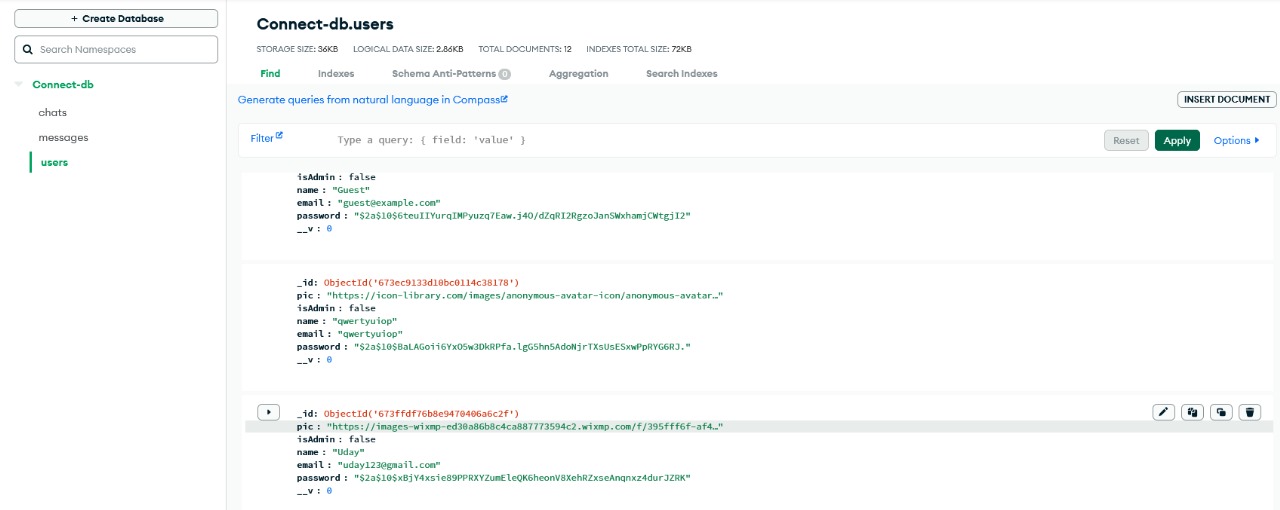 + Create Database
Search Namespaces
Connect-db
chats
messages
users
Connect-db.users
STORAGE SIZE: 36KB LOGICAL DATA SIZE: 2.86KB TOTAL DOCUMENTS: 12 INDEXES TOTAL SIZE: 72KB
Find Indexes Schema Anti-Patterns 0 Aggregation Search Indexes
Generate queries from natural language in Compass
INSERT DOCUMENT
Filter Type a query: { field: 'value' } Reset Apply Options
isAdmin : false
name : "Guest"
email : "guest@example.com"
password : "$2a$10$6teuIIYurqIMPyuzq7Eaw.j4O/dZqRI2RgzoJanSWxhamjCWtgjI2"
__v : 0
_id: ObjectId('673ec9133d10bc0114c38178')
pic : "https://icon-library.com/images/anonymous-avatar-icon/anonymous-avatar…"
isAdmin : false
name : "qwertyuiop"
email : "qwertyuiop"
password : "$2a$10$BaLAGoii6YxO5w3DkRPfa.lgG5hn5AdoNjrTXsUsESxwPpRYG6RJ."
__v : 0
_id: ObjectId('673ffdf76b8e9470406a6c2f')
pic : "https://images-wixmp-ed30a86b8c4ca887773594c2.wixmp.com/f/395fff6f-af4…"
isAdmin : false
name : "Uday"
email : "uday123@gmail.com"
password : "$2a$10$xBjY4xsie89PPRXYZumEleQK6heonV8XehRZxseAnqnxz4durJZRK"
__v : 0